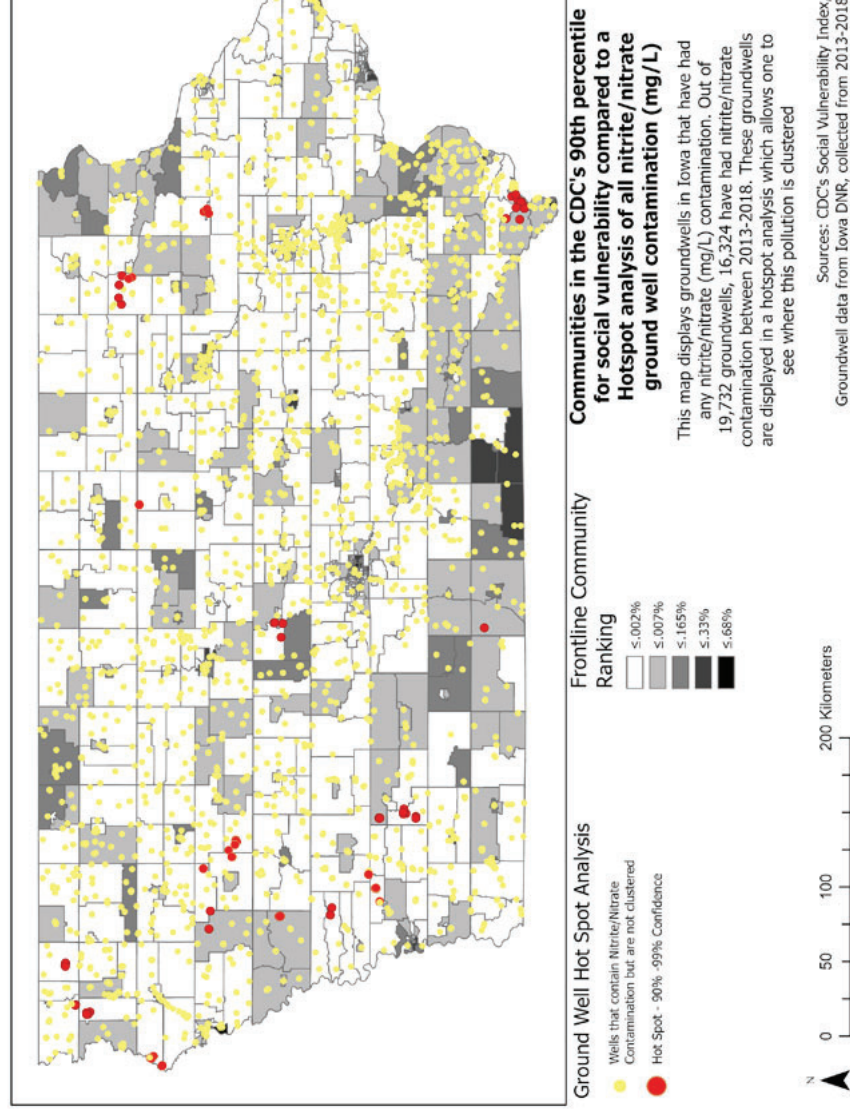 Communities in the CDC's 90th percentile
for social vulnerability compared to a
Hotspot analysis of all nitrite/nitrate
ground well contamination (mg/L)
This map displays groundwells in Iowa that have had
any nitrite/nitrate (mg/L) contamination. Out of
19,732 groundwells, 16,324 have had nitrite/nitrate
contamination between 2013-2018. These groundwells
are displayed in a hotspot analysis which allows one to
see where this pollution is clustered
Sources: CDC's Social Vulnerability Index,
Groundwell data from Iowa DNR, collected from 2013-2018
Frontline Community
Ranking
≤.002%
≤.007%
≤.165%
≤.33%
≤.68%
Ground Well Hot Spot Analysis
Wells that contain Nitrite/Nitrate
Contamination but are not clustered
Hot Spot - 90% -99% Confidence
N
0 50 100 200 Kilometers